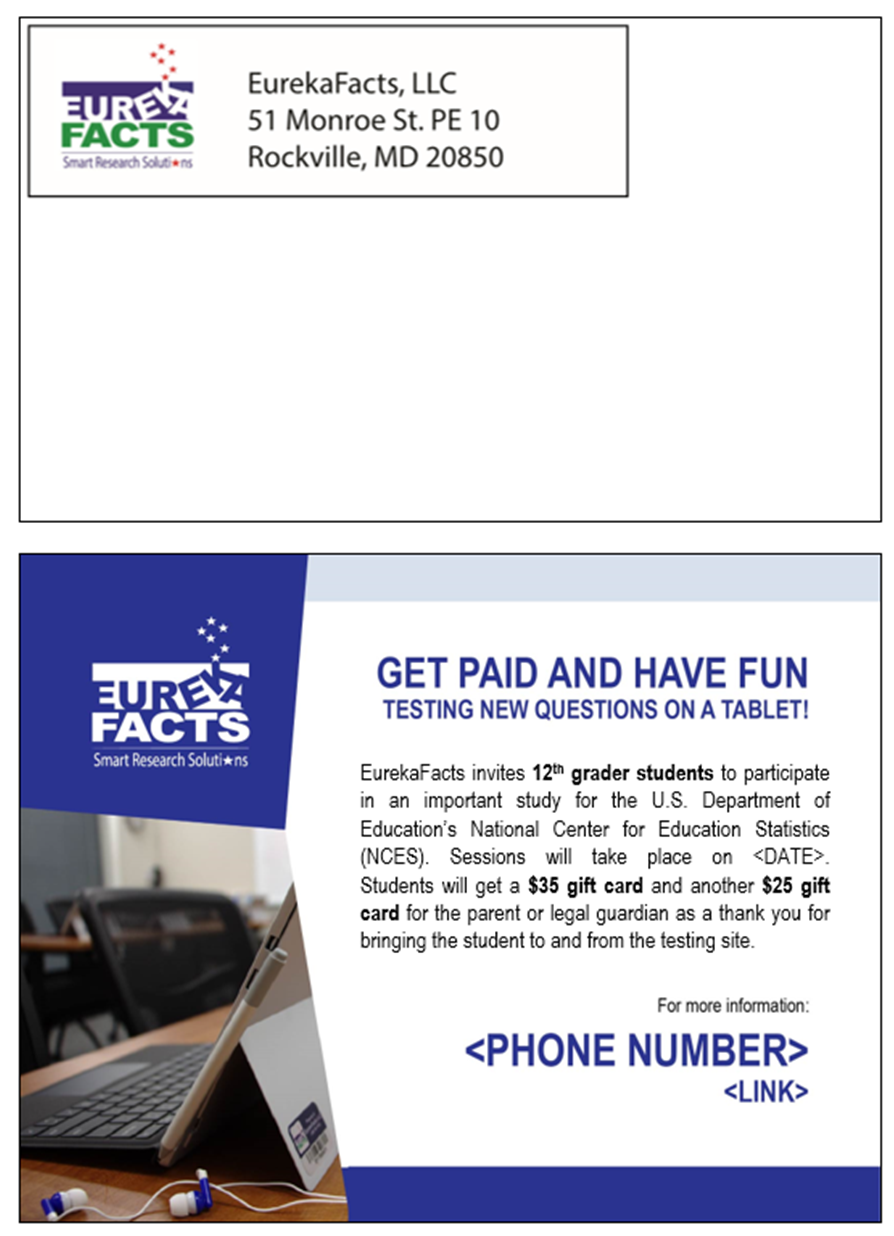 EUREKA
FACTS
Smart Research Soluti★ns
EurekaFacts, LLC
51 Monroe St. PE 10
Rockville, MD 20850
EUREKA
FACTS
Smart Research Soluti★ns
GET PAID AND HAVE FUN
TESTING NEW QUESTIONS ON A TABLET!
EurekaFacts invites 12th grader students to participate
in an important study for the U.S. Department of
Education's National Center for Education Statistics
(NCES). Sessions will take place on <DATE>.
Students will get a $35 gift card and another $25 gift
card for the parent or legal guardian as a thank you for
bringing the student to and from the testing site.
For more information:
<PHONE NUMBER>
<LINK>